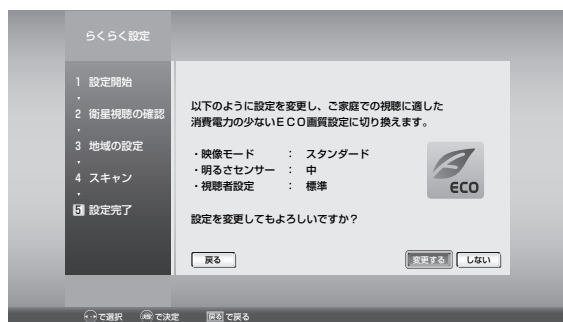 らくらく設定
1 設定開始
・
2 衛星視聴の確認
・
3 地域の設定
・
4 スキャン
・
5 設定完了
以下のように設定を変更し、ご家庭での視聴に適した
消費電力の少ないＥＣＯ画質設定に切り換えます。
・映像モード ： スタンダード
・明るさセンサー ： 中
・視聴者設定 ： 標準
ECO
設定を変更してもよろしいですか？
戻る 変更する しない
で選択 決定 で決定 戻る で戻る